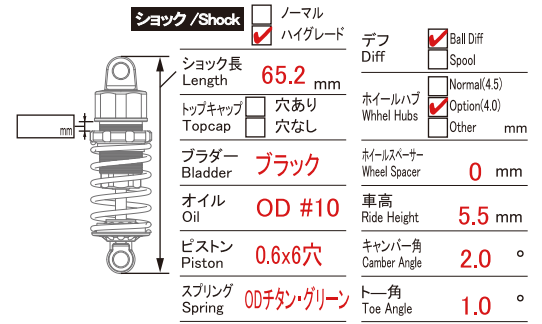 ショック /Shock
ノーマル
ハイグレード
ショック長
Length
65.2 mm
トップキャップ
Topcap
穴あり
穴なし
mm
ブラダー
Bladder
ブラック
オイル
Oil
OD #10
ピストン
Piston
0.6x6穴
スプリング
Spring
ODチタン・グリーン
デフ
Diff
Ball Diff
Spool
ホイールハブ
Whhel Hubs
Normal(4.5)
Option(4.0)
Other mm
ホイールスペーサー
Wheel Spacer
0 mm
車高
Ride Height
5.5 mm
キャンバー角
Camber Angle
2.0 °
トー角
Toe Angle
1.0 °